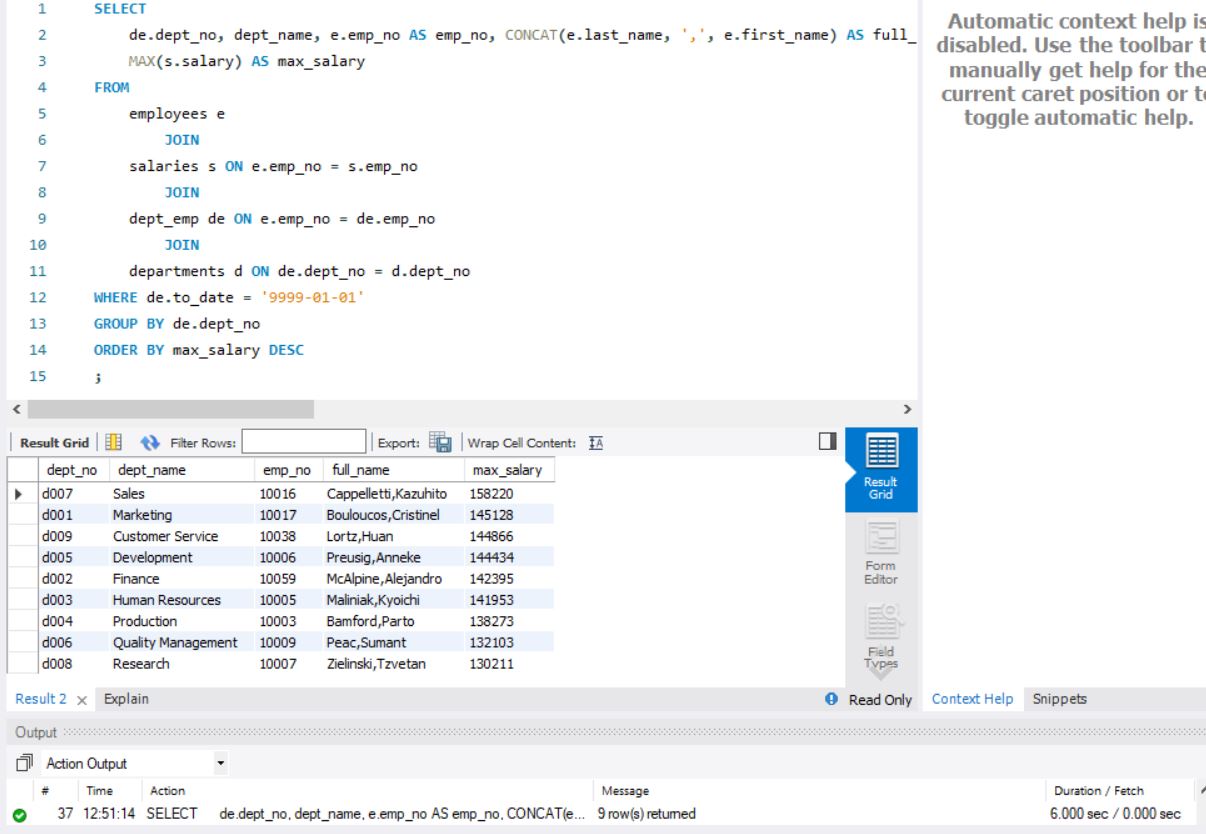 1 SELECT
2 de.dept_no, dept_name, e.emp_no AS emp_no, CONCAT(e.last_name, ',', e.first_name) AS full_
3 MAX(s.salary) AS max_salary
4 FROM
5 employees e
6 JOIN
7 salaries s ON e.emp_no = s.emp_no
8 JOIN
9 dept_emp de ON e.emp_no = de.emp_no
10 JOIN
11 departments d ON de.dept_no = d.dept_no
12 WHERE de.to_date = '9999-01-01'
13 GROUP BY de.dept_no
14 ORDER BY max_salary DESC
15 ;
Automatic context help is
disabled. Use the toolbar t
manually get help for the
current caret position or to
toggle automatic help.
Result Grid Filter Rows: Export: Wrap Cell Content:
dept_no dept_name emp_no full_name max_salary
d007 Sales 10016 Cappelletti,Kazuhito 158220
d001 Marketing 10017 Bouloucos,Cristinel 145128
d009 Customer Service 10038 Lortz,Huan 144866
d005 Development 10006 Preusig,Anneke 144434
d002 Finance 10059 McAlpine,Alejandro 142395
d003 Human Resources 10005 Maliniak,Kyoichi 141953
d004 Production 10003 Bamford,Parto 138273
d006 Quality Management 10009 Peac,Sumant 132103
d008 Research 10007 Zielinski,Tzvetan 130211
Result
Grid
Form
Editor
Field
Types
Result 2 Explain Read Only Context Help Snippets
Output
Action Output
# Time Action Message Duration / Fetch
37 12:51:14 SELECT de.dept_no, dept_name, e.emp_no AS emp_no, CONCAT(e... 9 row(s) returned 6.000 sec / 0.000 sec